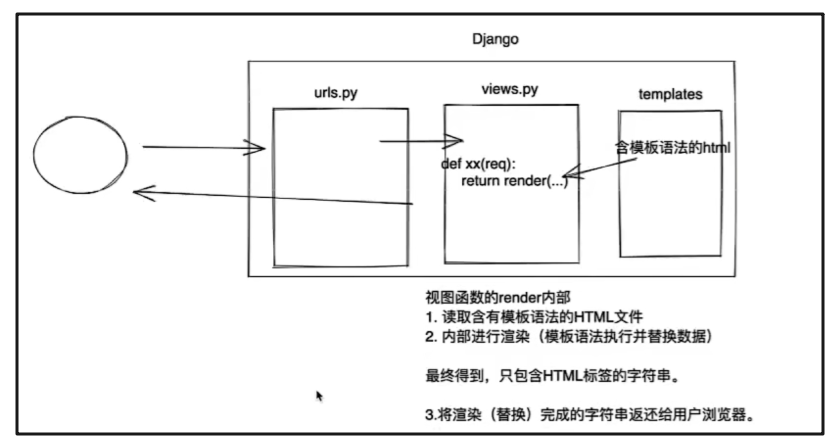 Django
urls.py
views.py
templates
含模板语法的html
def xx(req):
return render(...)
视图函数的render内部
1. 读取含有模板语法的HTML文件
2. 内部进行渲染（模板语法执行并替换数据）
最终得到，只包含HTML标签的字符串。
3.将渲染（替换）完成的字符串返还给用户浏览器。